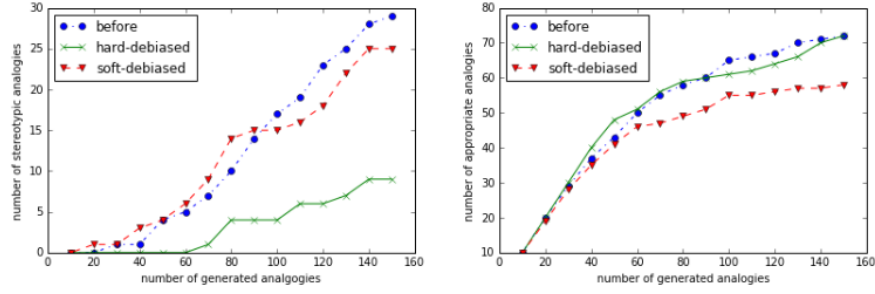 30
25
20
15
10
5
0
0 20 40 60 80 100 120 140 160
number of stereotypic analogies
number of generated analgogies
before
hard-debiased
soft-debiased
80
70
60
50
40
30
20
10
0 20 40 60 80 100 120 140 160
number of appropriate analogies
number of generated analogies
before
hard-debiased
soft-debiased